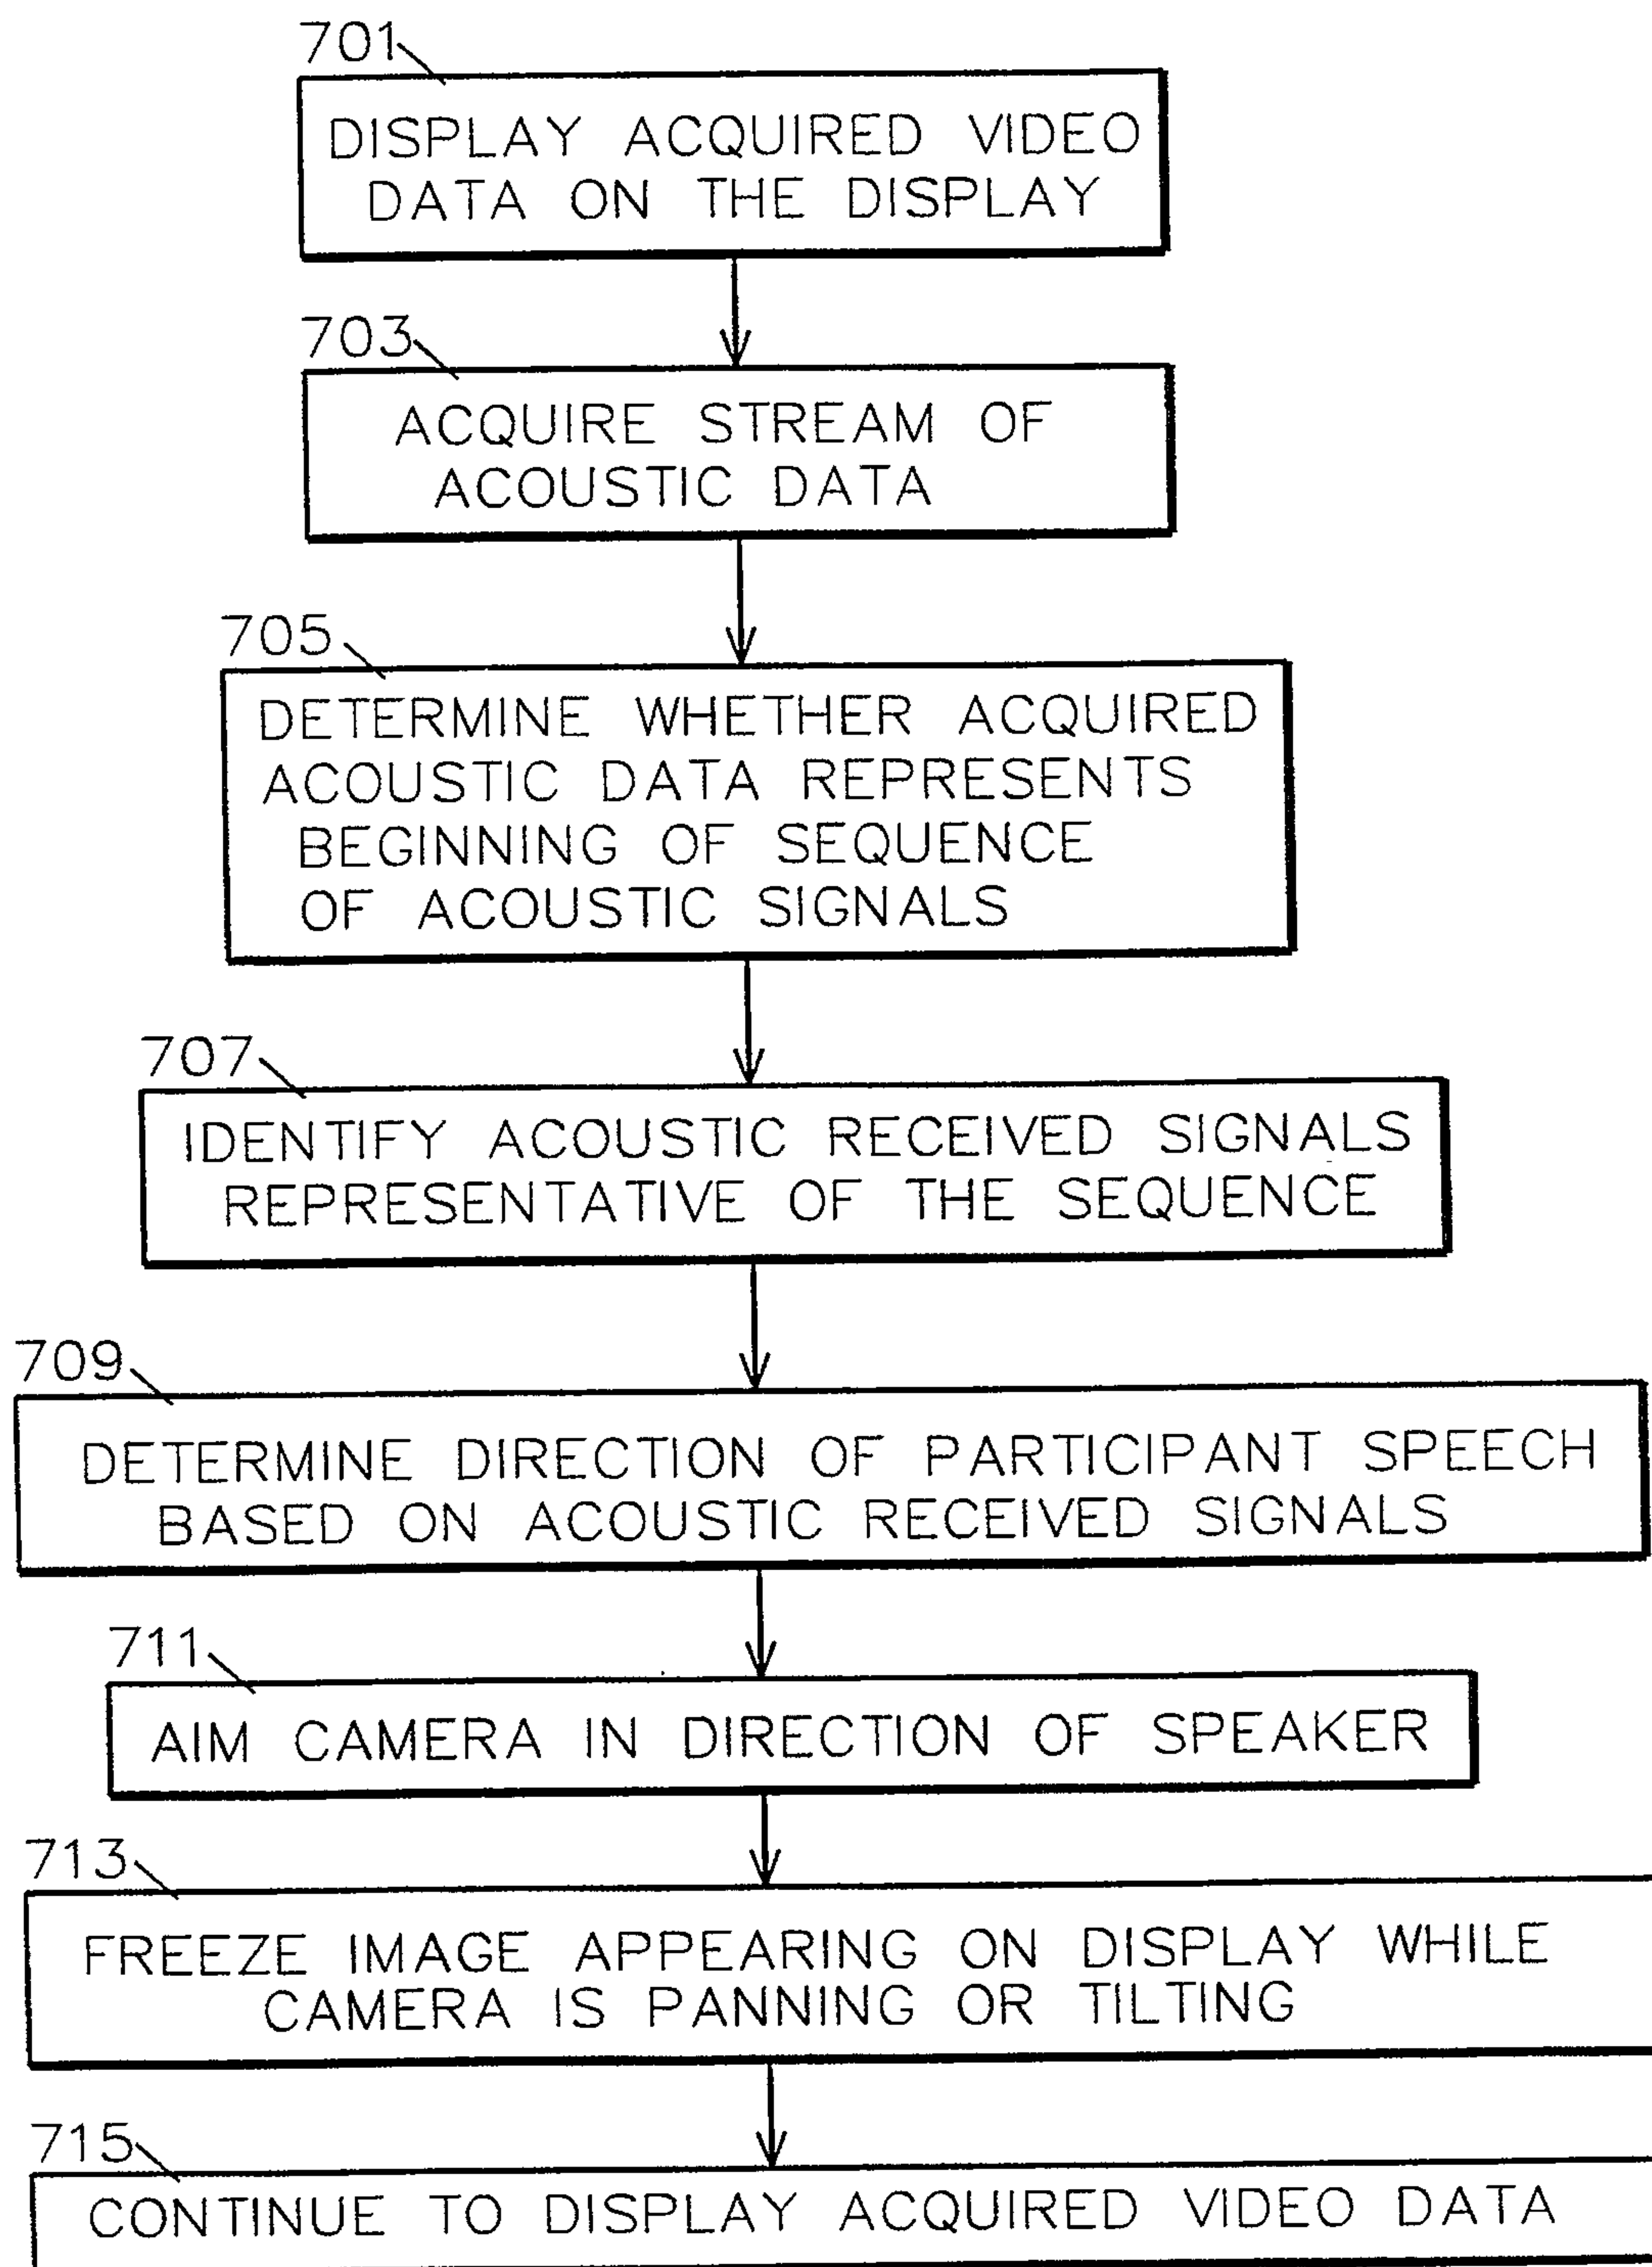 701
DISPLAY ACQUIRED VIDEO
DATA ON THE DISPLAY
703
ACQUIRE STREAM OF
ACOUSTIC DATA
705
DETERMINE WHETHER ACQUIRED
ACOUSTIC DATA REPRESENTS
BEGINNING OF SEQUENCE
OF ACOUSTIC SIGNALS
707
IDENTIFY ACOUSTIC RECEIVED SIGNALS
REPRESENTATIVE OF THE SEQUENCE
709
DETERMINE DIRECTION OF PARTICIPANT SPEECH
BASED ON ACOUSTIC RECEIVED SIGNALS
711
AIM CAMERA IN DIRECTION OF SPEAKER
713
FREEZE IMAGE APPEARING ON DISPLAY WHILE
CAMERA IS PANNING OR TILTING
715
CONTINUE TO DISPLAY ACQUIRED VIDEO DATA